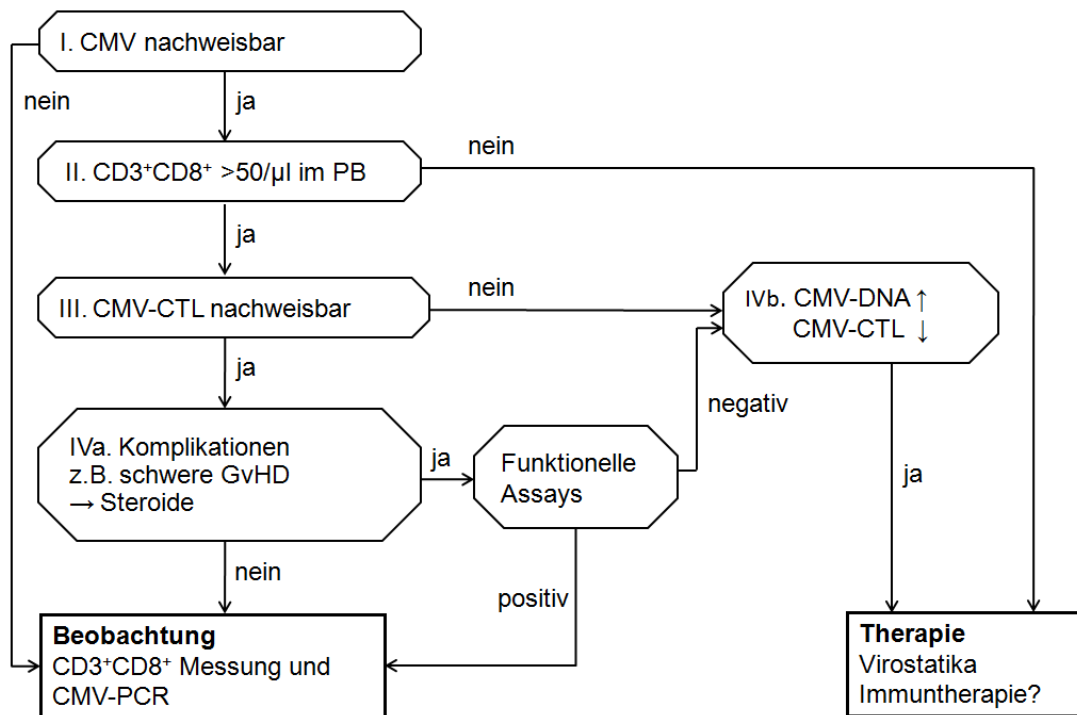 I. CMV nachweisbar
nein
ja
nein
II. CD3⁺CD8⁺ >50/µl im PB
ja
nein
III. CMV-CTL nachweisbar
IVb. CMV-DNA ↑
CMV-CTL ↓
ja
negativ
IVa. Komplikationen
z.B. schwere GvHD
→ Steroide
ja
Funktionelle
Assays
ja
nein
positiv
Beobachtung
CD3⁺CD8⁺ Messung und
CMV-PCR
Therapie
Virostatika
Immuntherapie?